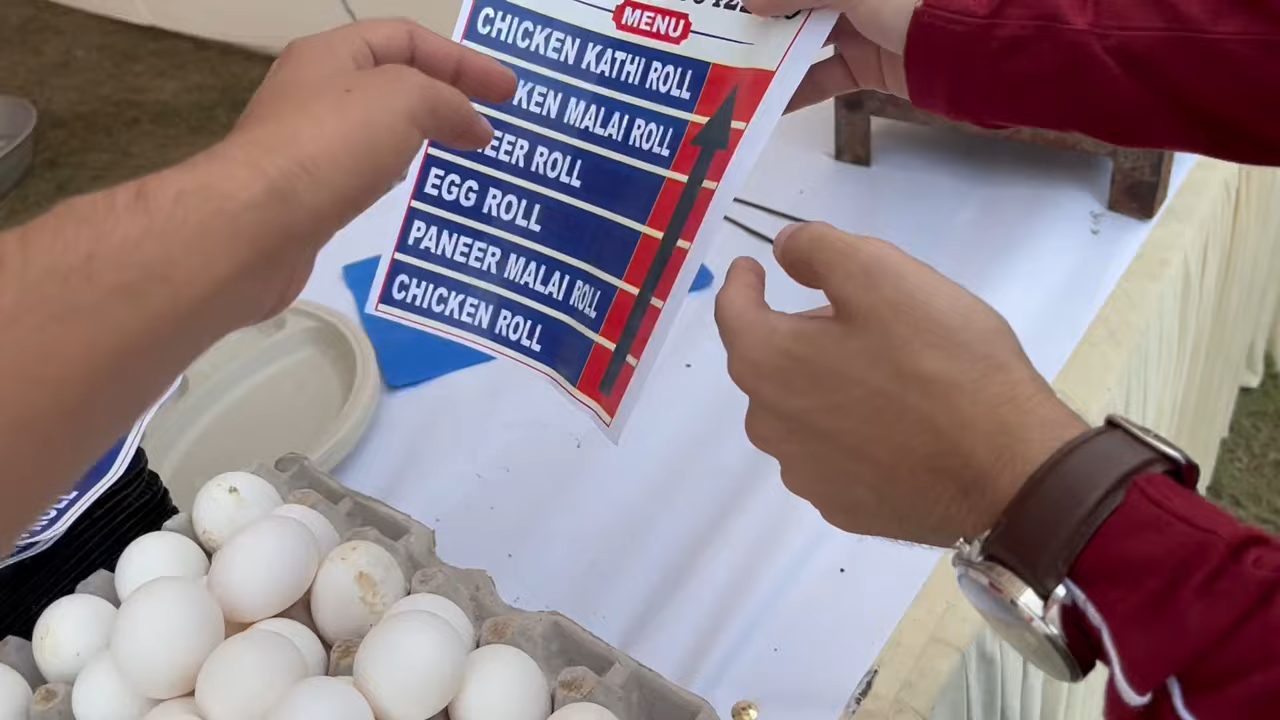 MENU
CHICKEN KATHI ROLL
KEN MALAI ROLL
EER ROLL
EGG ROLL
PANEER MALAI ROLL
CHICKEN ROLL